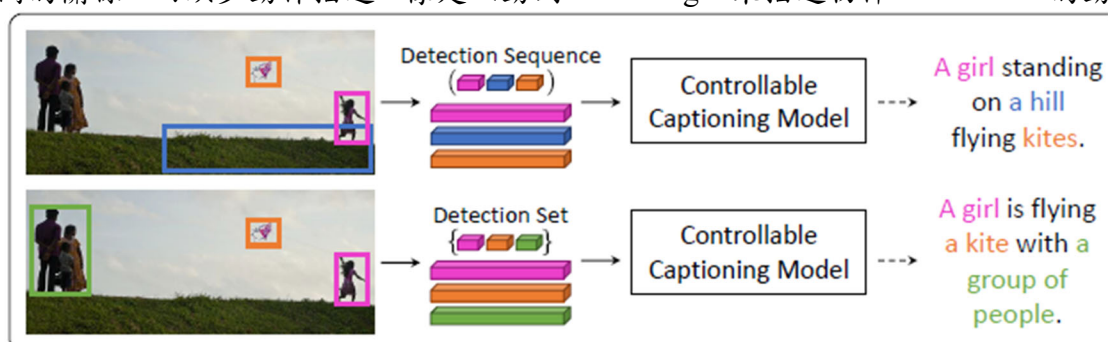 Detection Sequence
Controllable
Captioning Model
A girl standing
on a hill
flying kites.
Detection Set
Controllable
Captioning Model
A girl is flying
a kite with a
group of
people.